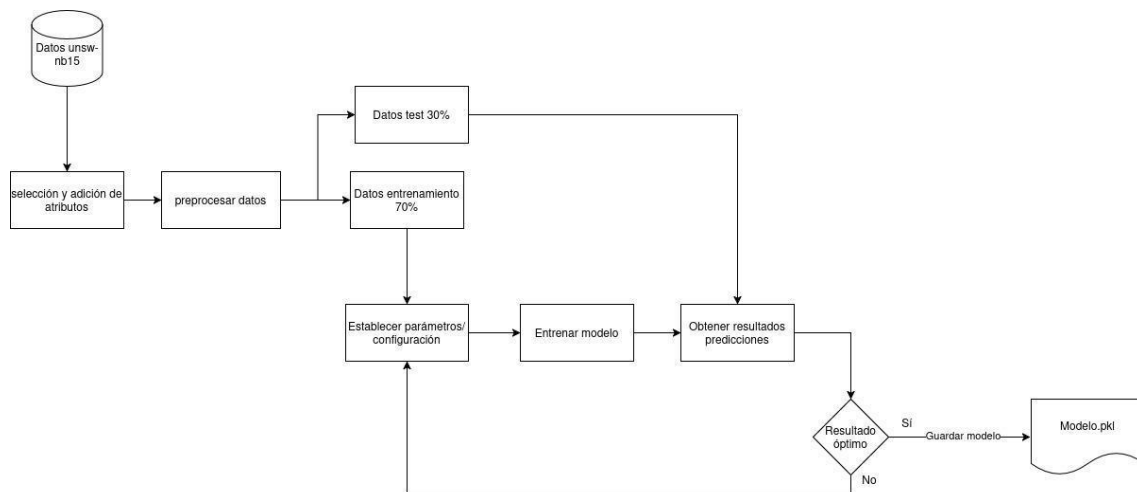 Datos unsw-
nb15
Datos test 30%
selección y adición de
atributos
preprocesar datos
Datos entrenamiento
70%
Establecer parámetros/
configuración
Entrenar modelo
Obtener resultados
predicciones
Resultado
óptimo
Sí
Guardar modelo
Modelo.pkl
No